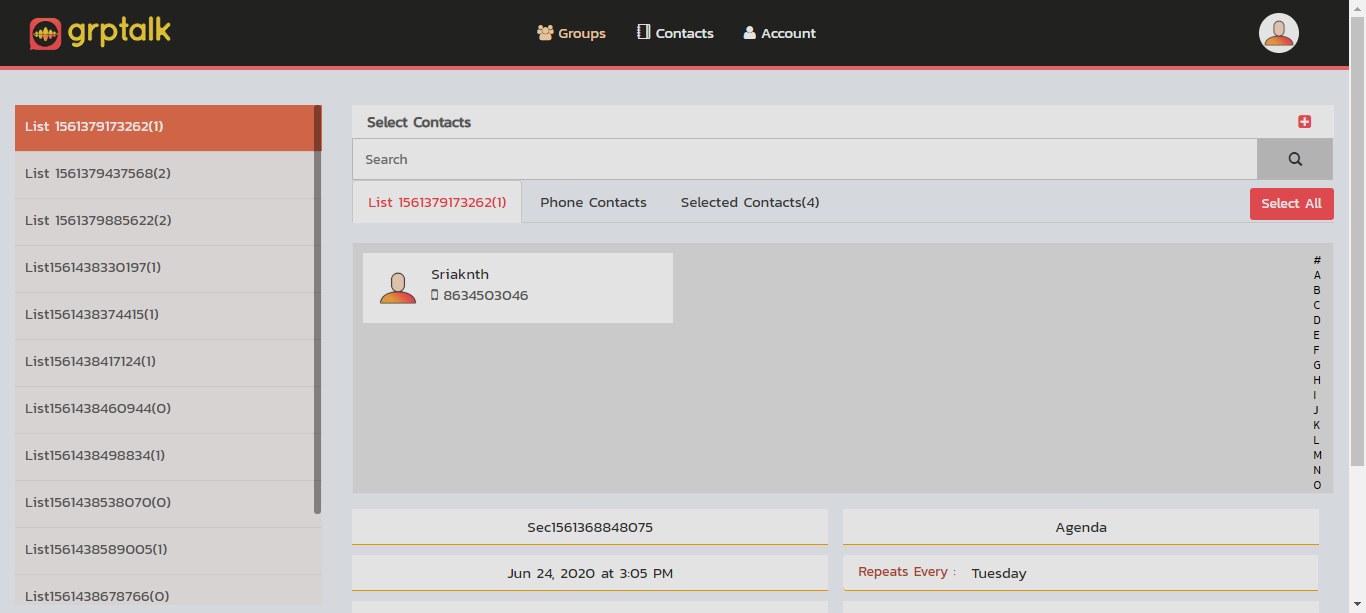 grptalk
Groups
Contacts
Account
List 1561379173262(1)
List 1561379437568(2)
List 1561379885622(2)
List1561438330197(1)
List1561438374415(1)
List1561438417124(1)
List1561438460944(0)
List1561438498834(1)
List1561438538070(0)
List1561438589005(1)
List1561438678766(0)
Select Contacts
Search
List 1561379173262(1)
Phone Contacts
Selected Contacts(4)
Select All
Sriaknth
8634503046
#
A
B
C
D
E
F
G
H
I
J
K
L
M
N
O
Sec1561368848075
Agenda
Jun 24, 2020 at 3:05 PM
Repeats Every : Tuesday